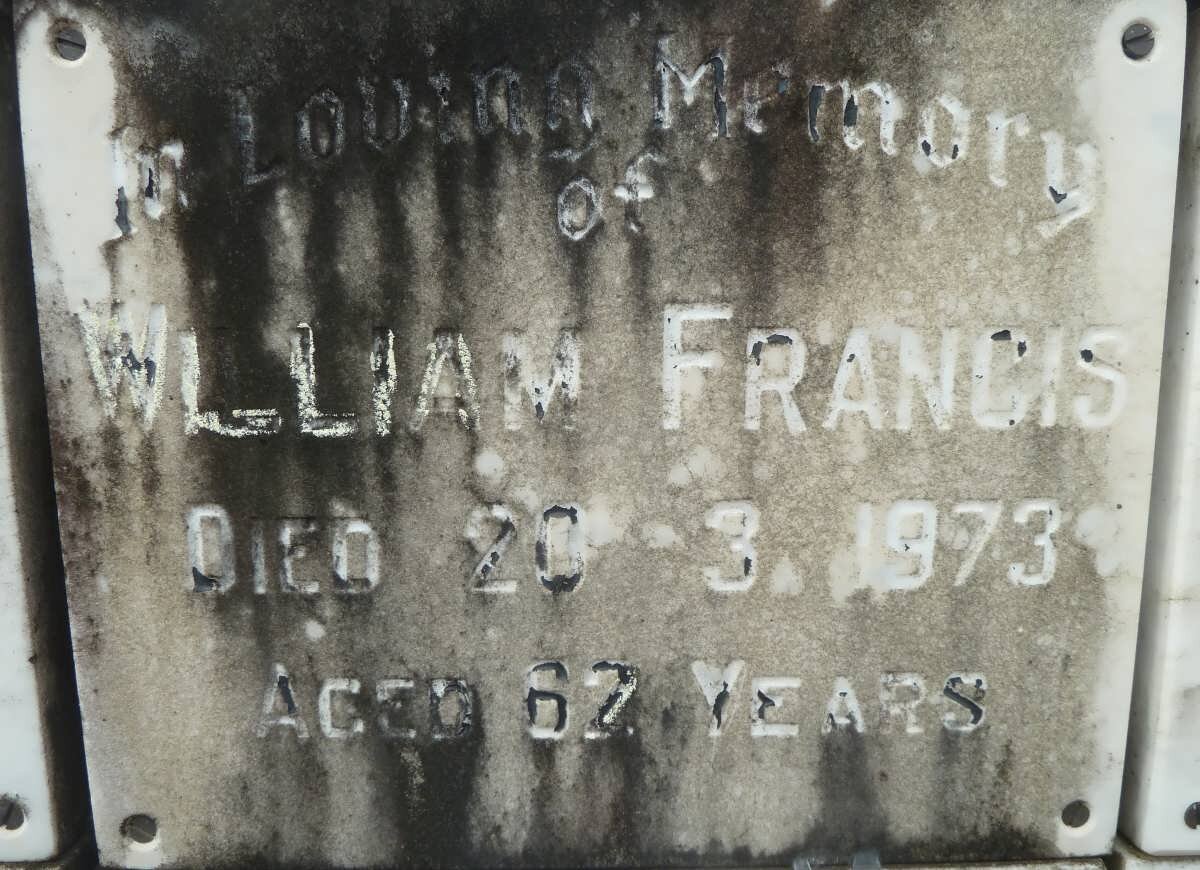 In Loving Memory
of
WILLIAM FRANCIS
DIED 20 3. 1973
AGED 62 YEARS